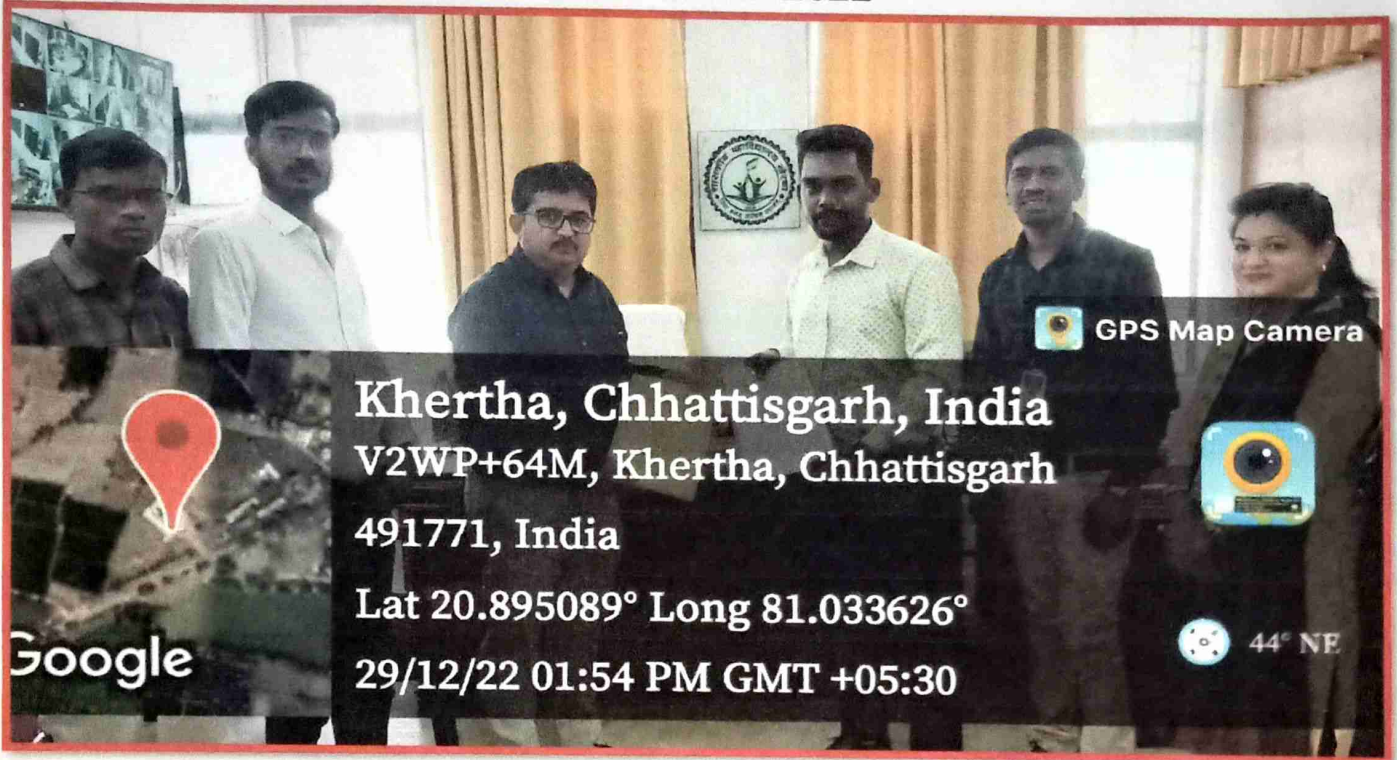 GPS Map Camera
Khertha, Chhattisgarh, India
V2WP+64M, Khertha, Chhattisgarh
491771, India
Lat 20.895089° Long 81.033626°
29/12/22 01:54 PM GMT +05:30
44° NE
Google